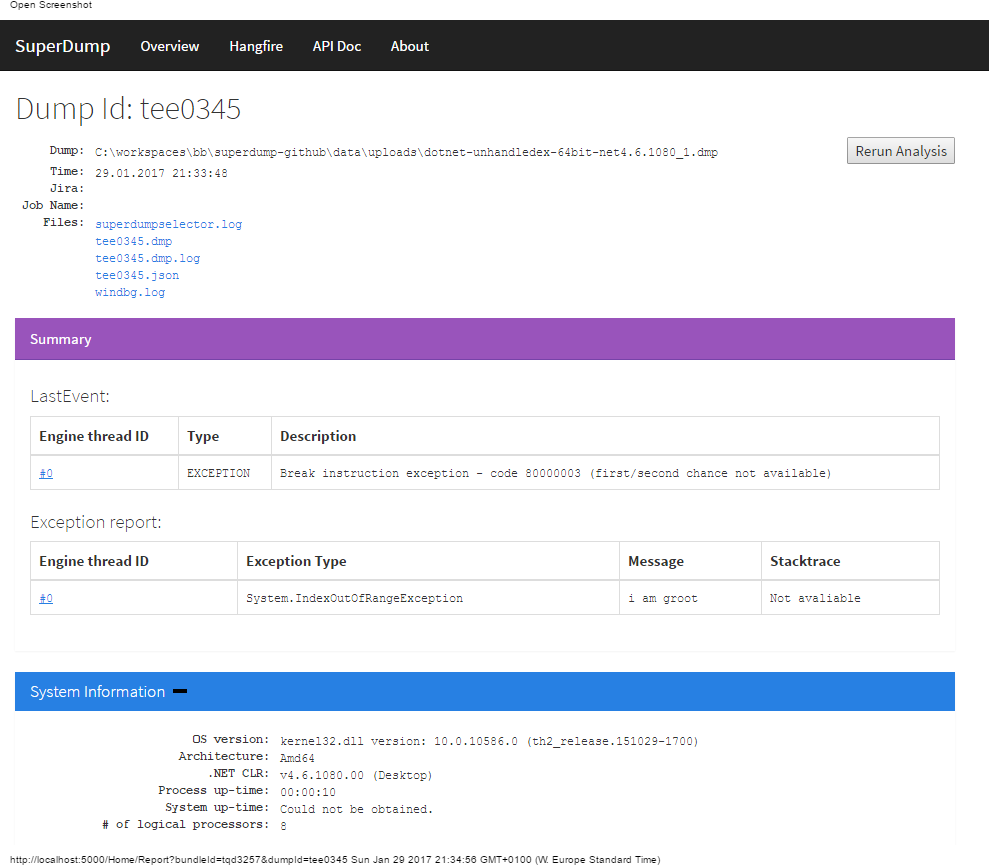 Open Screenshot
SuperDump Overview Hangfire API Doc About
Dump Id: tee0345
Dump: C:\workspaces\bb\superdump-github\data\uploads\dotnet-unhandledex-64bit-net4.6.1080_1.dmp Rerun Analysis
Time: 29.01.2017 21:33:48
Jira:
Job Name:
Files: superdumpselector.log
tee0345.dmp
tee0345.dmp.log
tee0345.json
windbg.log
Summary
LastEvent:
Engine thread ID Type Description
#0 EXCEPTION Break instruction exception - code 80000003 (first/second chance not available)
Exception report:
Engine thread ID Exception Type Message Stacktrace
#0 System.IndexOutOfRangeException i am groot Not avaliable
System Information
OS version: kernel32.dll version: 10.0.10586.0 (th2_release.151029-1700)
Architecture: Amd64
.NET CLR: v4.6.1080.00 (Desktop)
Process up-time: 00:00:10
System up-time: Could not be obtained.
# of logical processors: 8
http://localhost:5000/Home/Report?bundleId=tqd3257&dumpId=tee0345 Sun Jan 29 2017 21:34:56 GMT+0100 (W. Europe Standard Time)